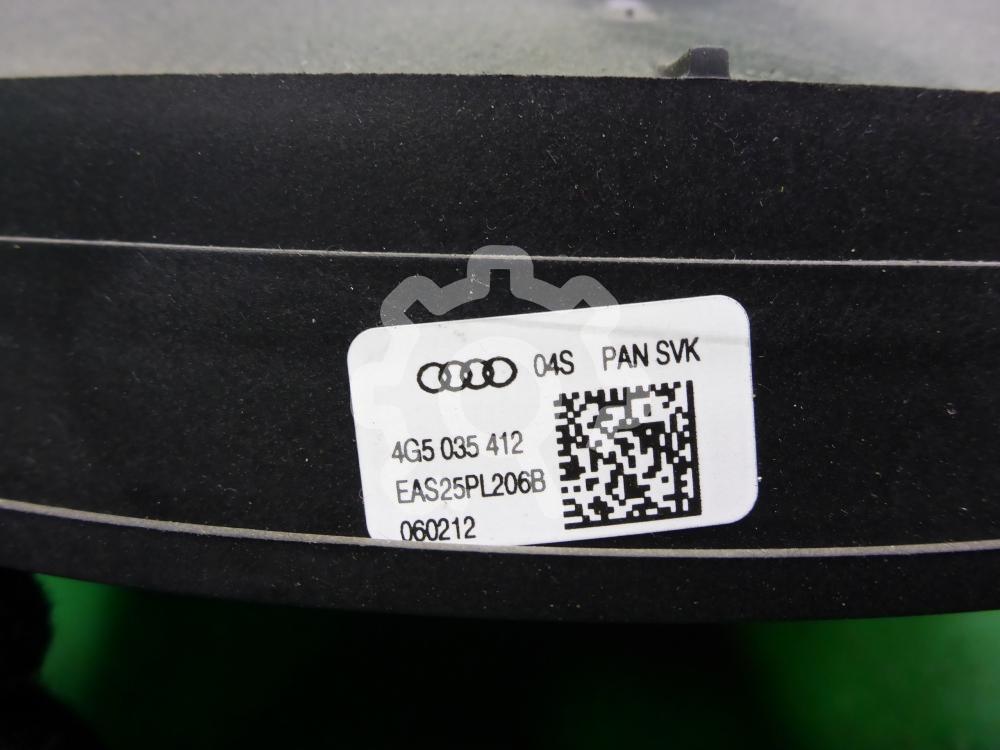 04S PAN SVK
4G5 035 412
EAS25PL206B
060212